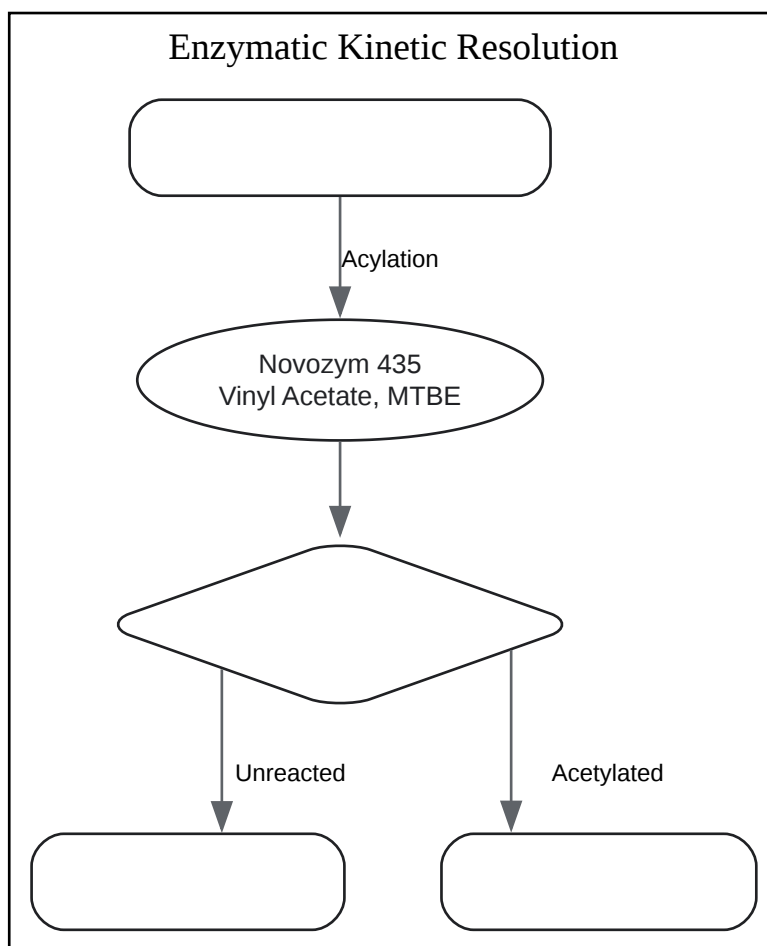 Enzymatic Kinetic Resolution
Acylation
Novozym 435
Vinyl Acetate, MTBE
Unreacted
Acetylated